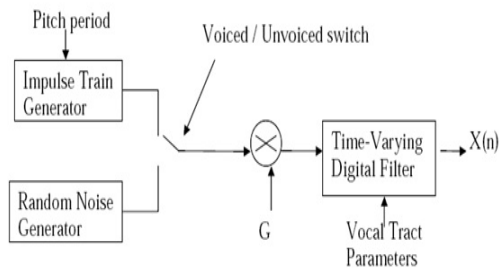 Pitch period
Voiced / Unvoiced switch
Impulse Train
Generator
Time-Varying
Digital Filter
X(n)
Random Noise
Generator
G
Vocal Tract
Parameters